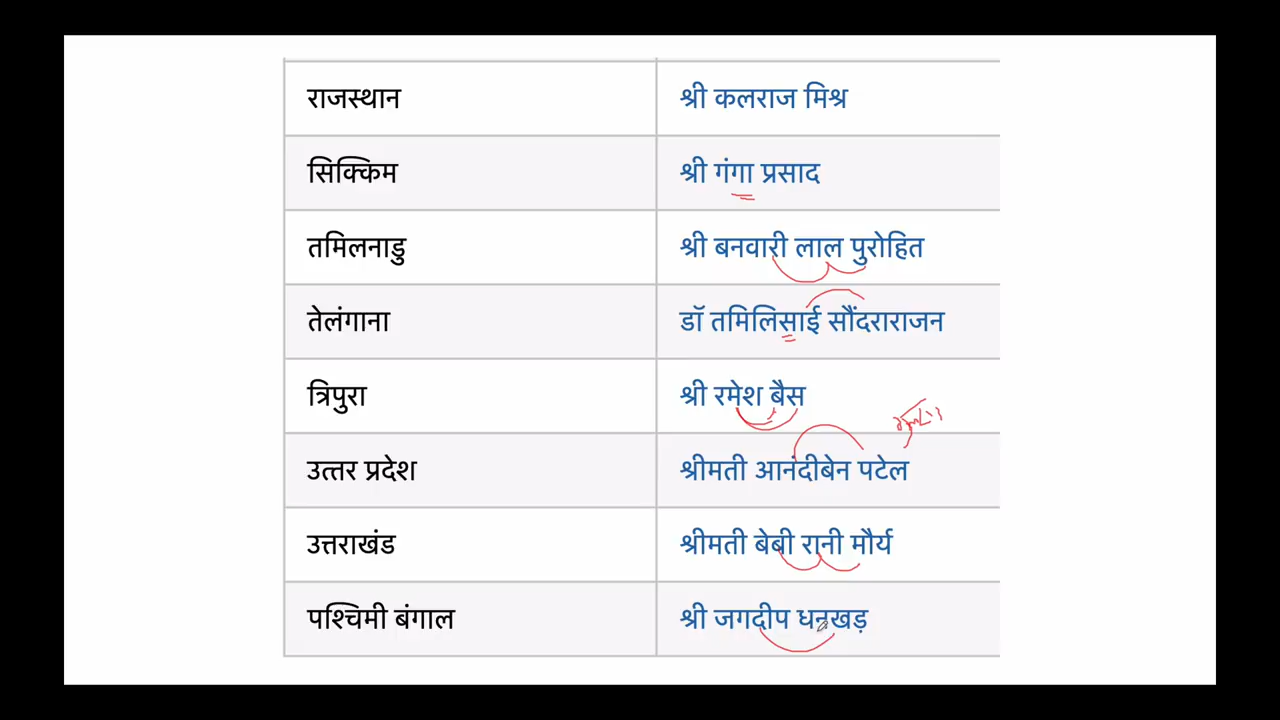 राजस्थान श्री कलराज मिश्र
सिक्किम श्री गंगा प्रसाद
तमिलनाडु श्री बनवारी लाल पुरोहित
तेलंगाना डॉ तमिलिसाई सौंदराराजन
त्रिपुरा श्री रमेश बैस
उत्तर प्रदेश श्रीमती आनंदीबेन पटेल
उत्तराखंड श्रीमती बेबी रानी मौर्य
पश्चिमी बंगाल श्री जगदीप धनखड़